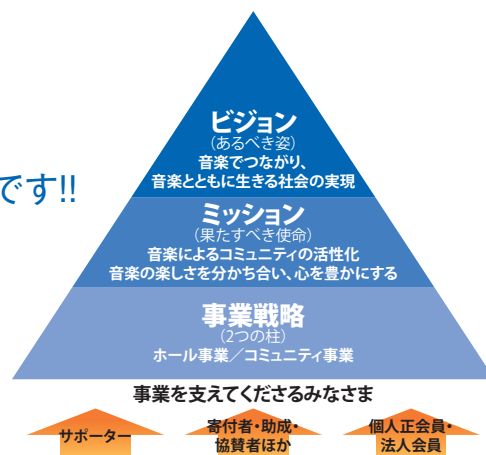 ビジョン
（あるべき姿）
音楽でつながり、
音楽とともに生きる社会の実現
です!!
ミッション
（果たすべき使命）
音楽によるコミュニティの活性化
音楽の楽しさを分かち合い、心を豊かにする
事業戦略
（2つの柱）
ホール事業／コミュニティ事業
事業を支えてくださるみなさま
サポーター
寄付者・助成・
協賛者ほか
個人正会員・
法人会員